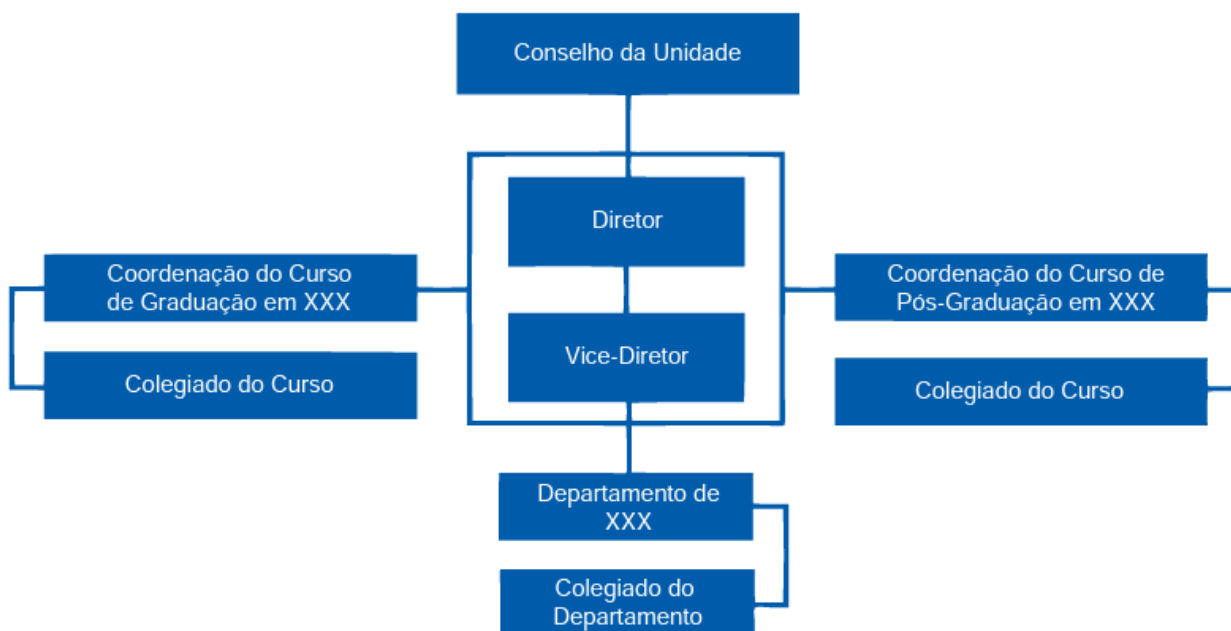 Conselho da Unidade
Diretor
Coordenação do Curso
de Graduação em XXX
Coordenação do Curso de
Pós-Graduação em XXX
Vice-Diretor
Colegiado do Curso
Colegiado do Curso
Departamento de
XXX
Colegiado do
Departamento